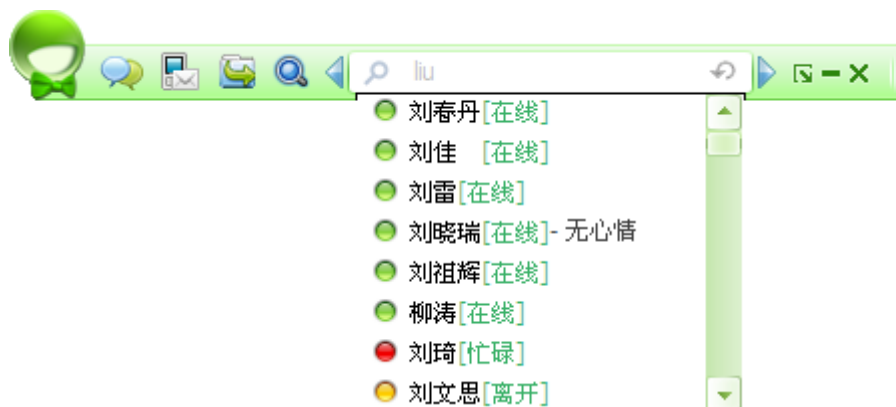 liu
刘春丹[在线]
刘佳 [在线]
刘雷[在线]
刘晓瑞[在线]- 无心情
刘祖辉[在线]
柳涛[在线]
刘琦[忙碌]
刘文思[离开]